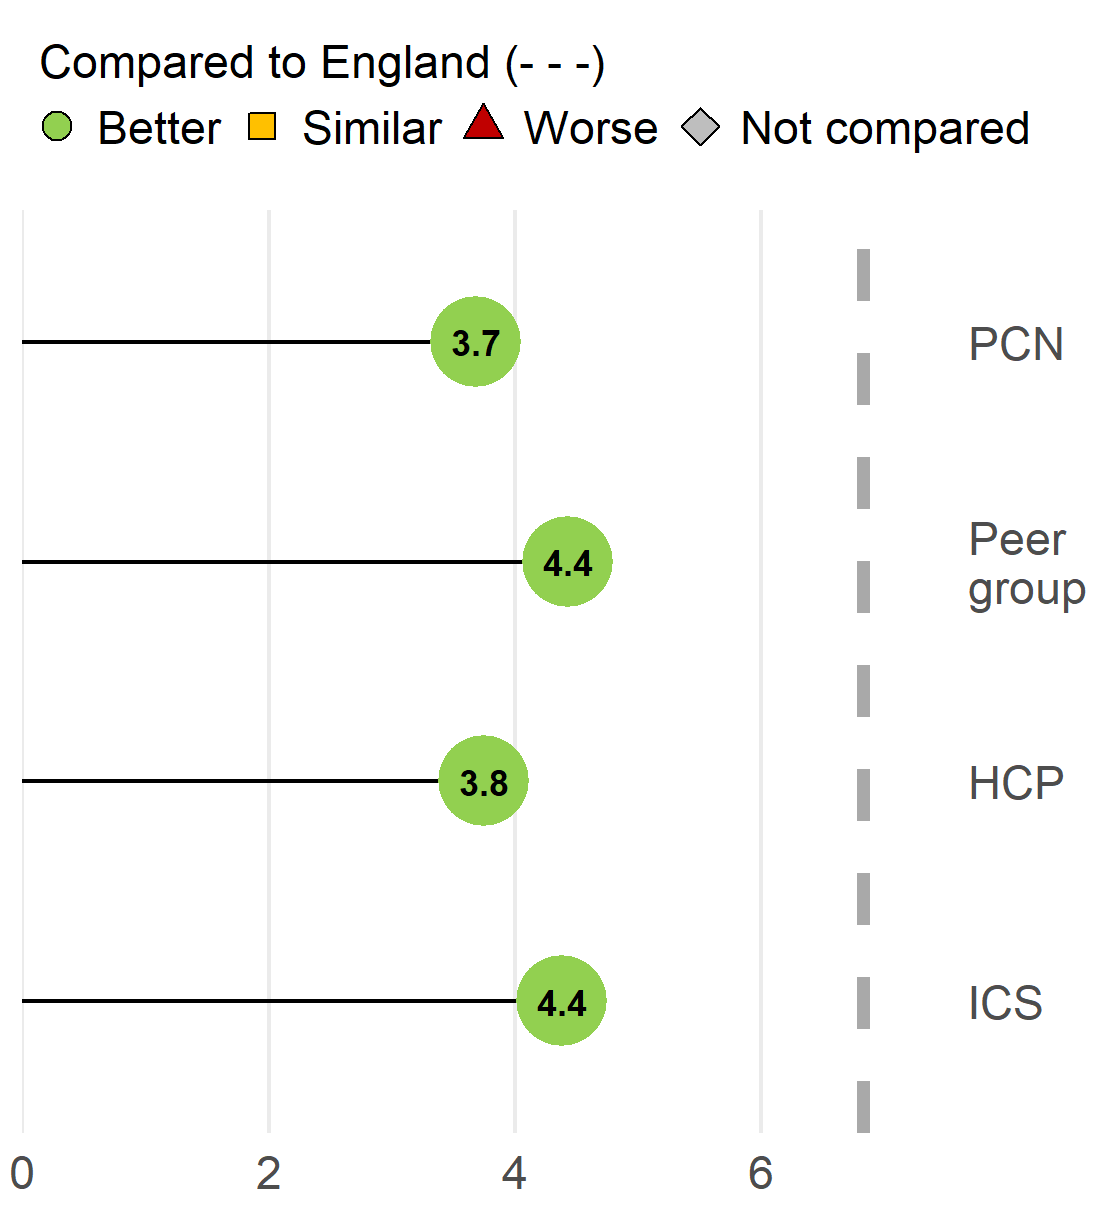 Compared to England (- - -)
Better Similar Worse Not compared
3.7 PCN
4.4 Peer
group
3.8 HCP
4.4 ICS
0 2 4 6